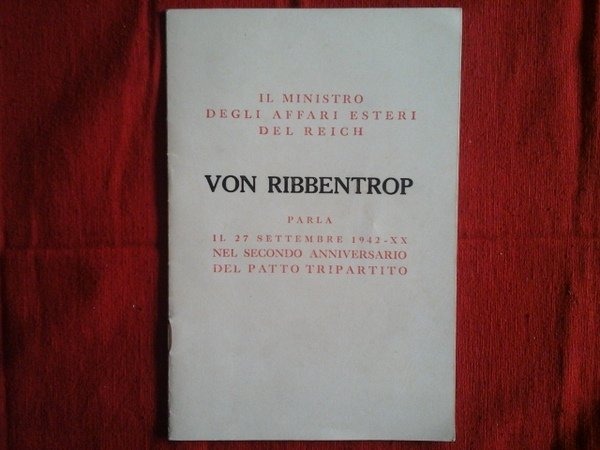 IL MINISTRO
DEGLI AFFARI ESTERI
DEL REICH
VON RIBBENTROP
PARLA
IL 27 SETTEMBRE 1942-XX
NEL SECONDO ANNIVERSARIO
DEL PATTO TRIPARTITO